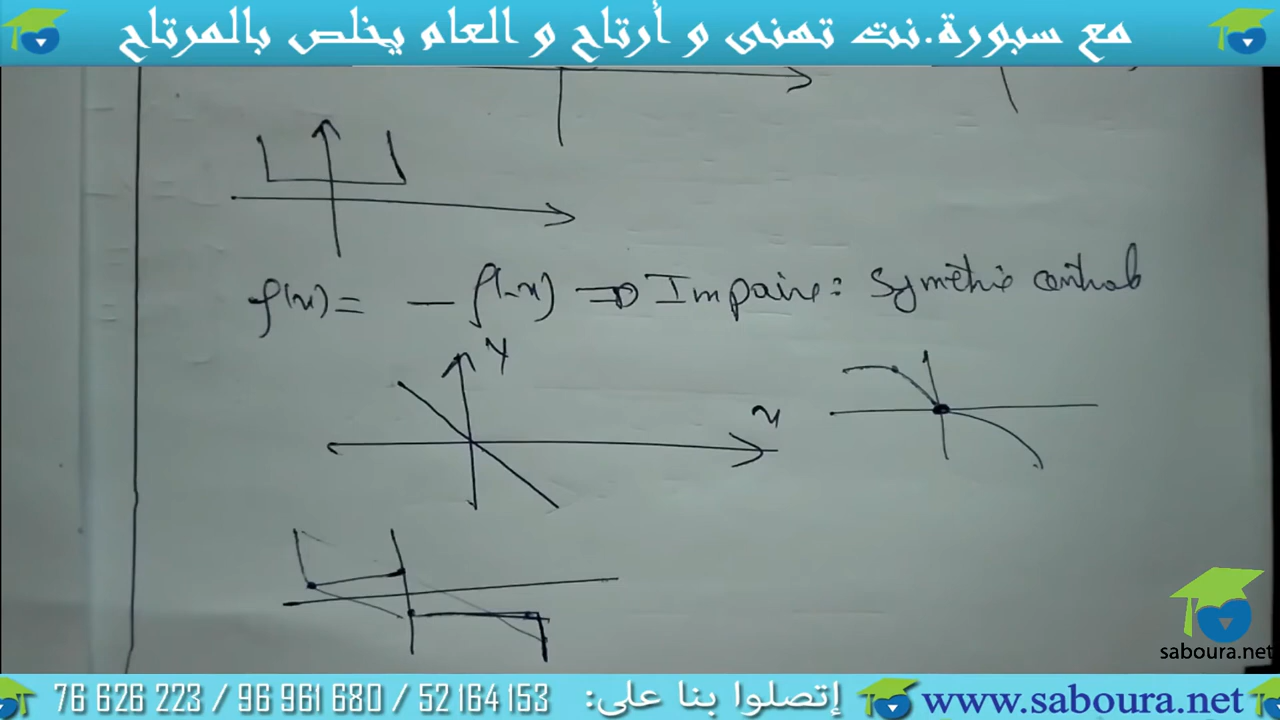 مع سبورة.نت تهنى و أرتاح و العام يخلص بالمرتاح
f(x) = - f(-x) ⇒ Impaire : Symétrie central
y
x
saboura.net
76 626 223 / 96 961 680 / 52 164 153 إتصلوا بنا على: www.saboura.net